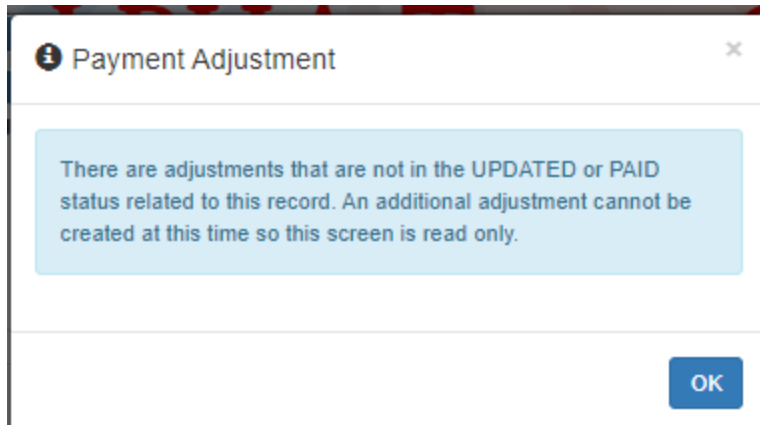 Payment Adjustment
×
There are adjustments that are not in the UPDATED or PAID
status related to this record. An additional adjustment cannot be
created at this time so this screen is read only.
OK